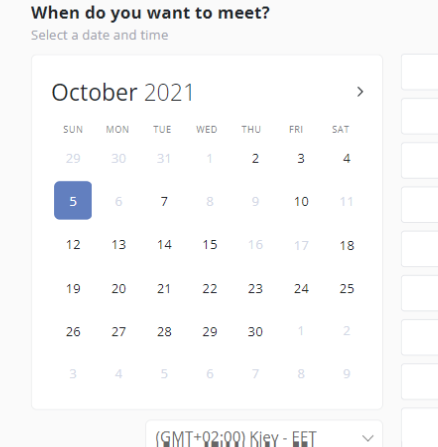 When do you want to meet?
Select a date and time
October 2021
SUN MON TUE WED THU FRI SAT
29 30 31 1 2 3 4
5 6 7 8 9 10 11
12 13 14 15 16 17 18
19 20 21 22 23 24 25
26 27 28 29 30 1 2
3 4 5 6 7 8 9
(GMT+02:00) Kiev - EET